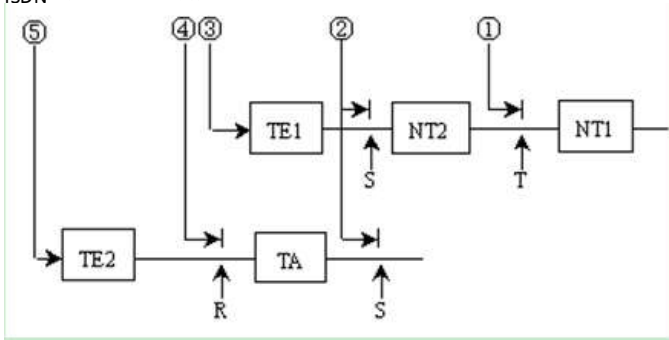 ISDN
⑤ ④③ ② ①
TE1 NT2 NT1
S T
TE2 TA
R S